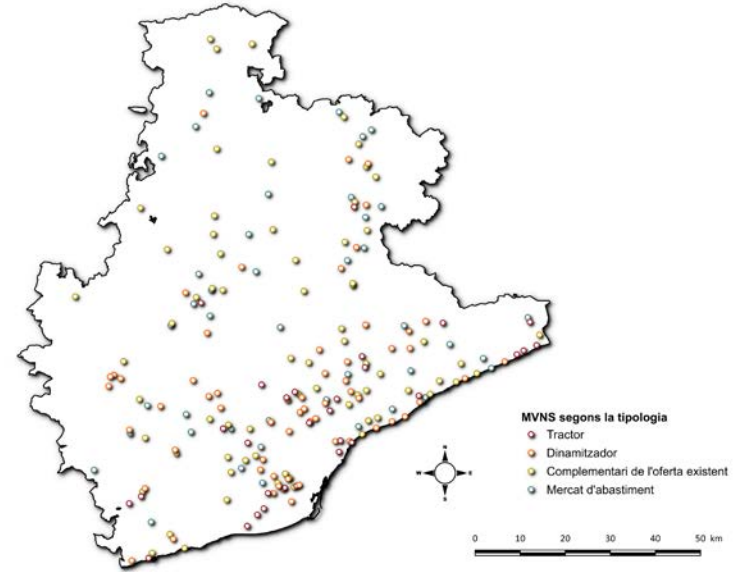 MVNS segons la tipologia
Tractor
Dinamitzador
Complementari de l'oferta existent
Mercat d'abastiment
N
W E
S
0 10 20 30 40 50 km